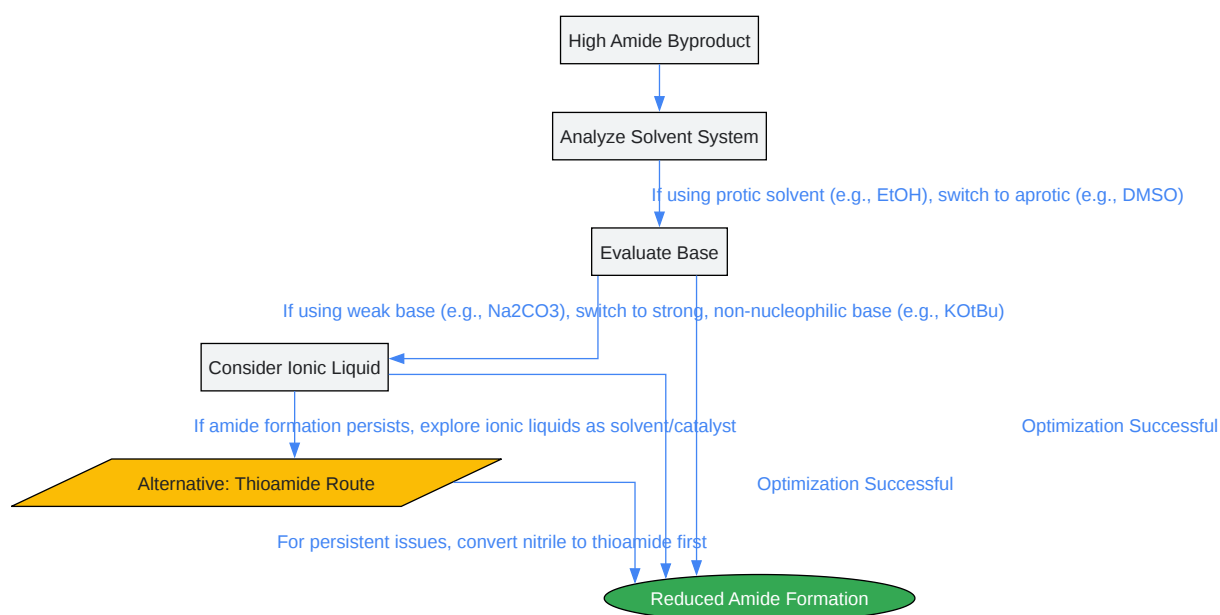 High Amide Byproduct
Analyze Solvent System
If using protic solvent (e.g., EtOH), switch to aprotic (e.g., DMSO)
Evaluate Base
If using weak base (e.g., Na2CO3), switch to strong, non-nucleophilic base (e.g., KOtBu)
Consider Ionic Liquid
If amide formation persists, explore ionic liquids as solvent/catalyst
Optimization Successful
Alternative: Thioamide Route
Optimization Successful
For persistent issues, convert nitrile to thioamide first
Reduced Amide Formation